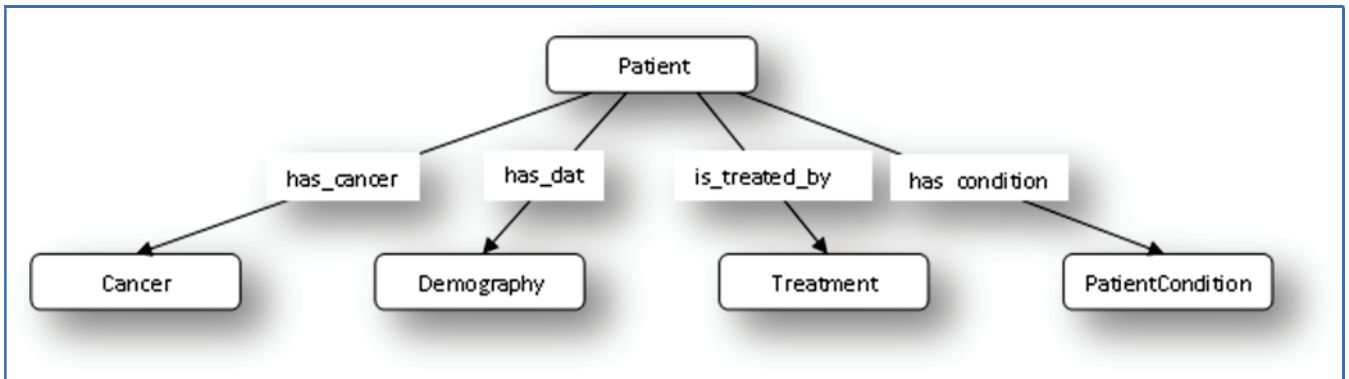 Patient
has_cancer
has_dat
is_treated_by
has condition
Cancer
Demography
Treatment
PatientCondition